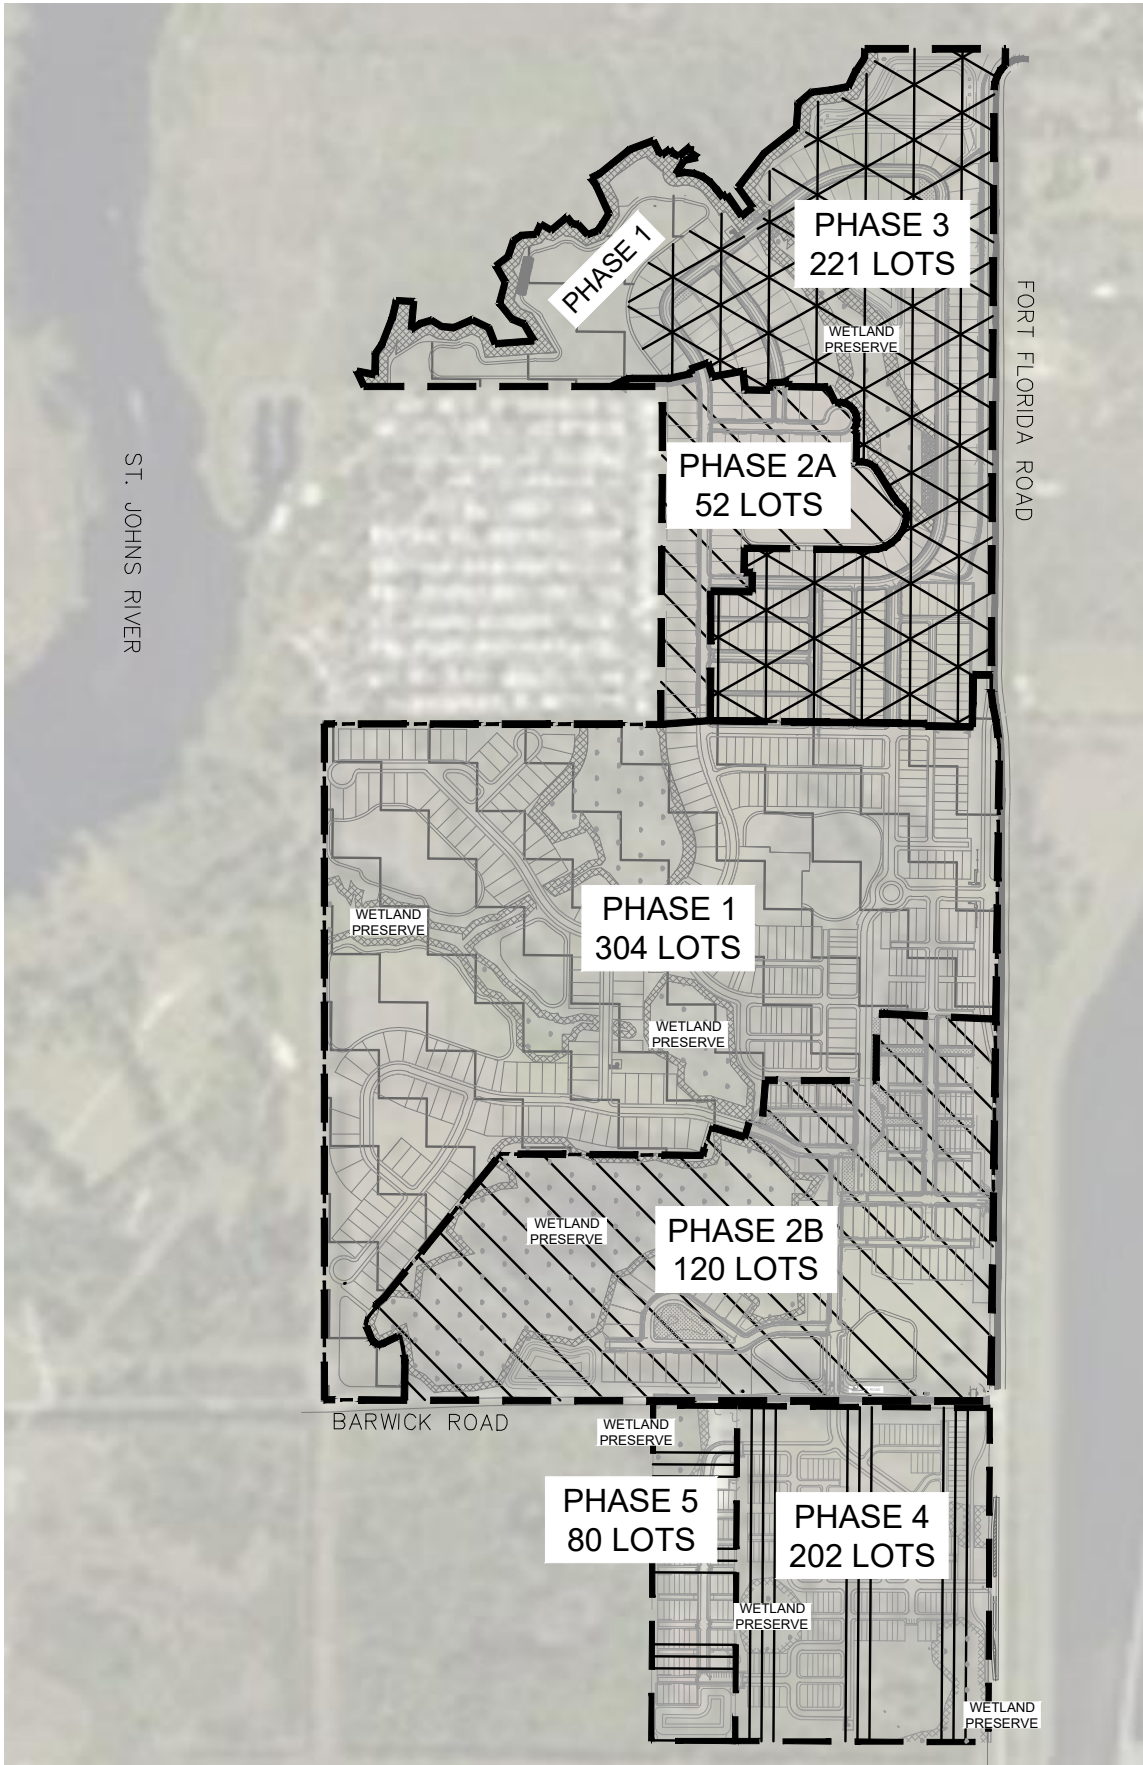 PHASE 3
221 LOTS
PHASE 1
WETLAND
PRESERVE
FORT FLORIDA ROAD
PHASE 2A
52 LOTS
ST. JOHNS RIVER
PHASE 1
304 LOTS
WETLAND
PRESERVE
WETLAND
PRESERVE
WETLAND
PRESERVE
PHASE 2B
120 LOTS
BARWICK ROAD
WETLAND
PRESERVE
PHASE 5
80 LOTS
PHASE 4
202 LOTS
WETLAND
PRESERVE
WETLAND
PRESERVE